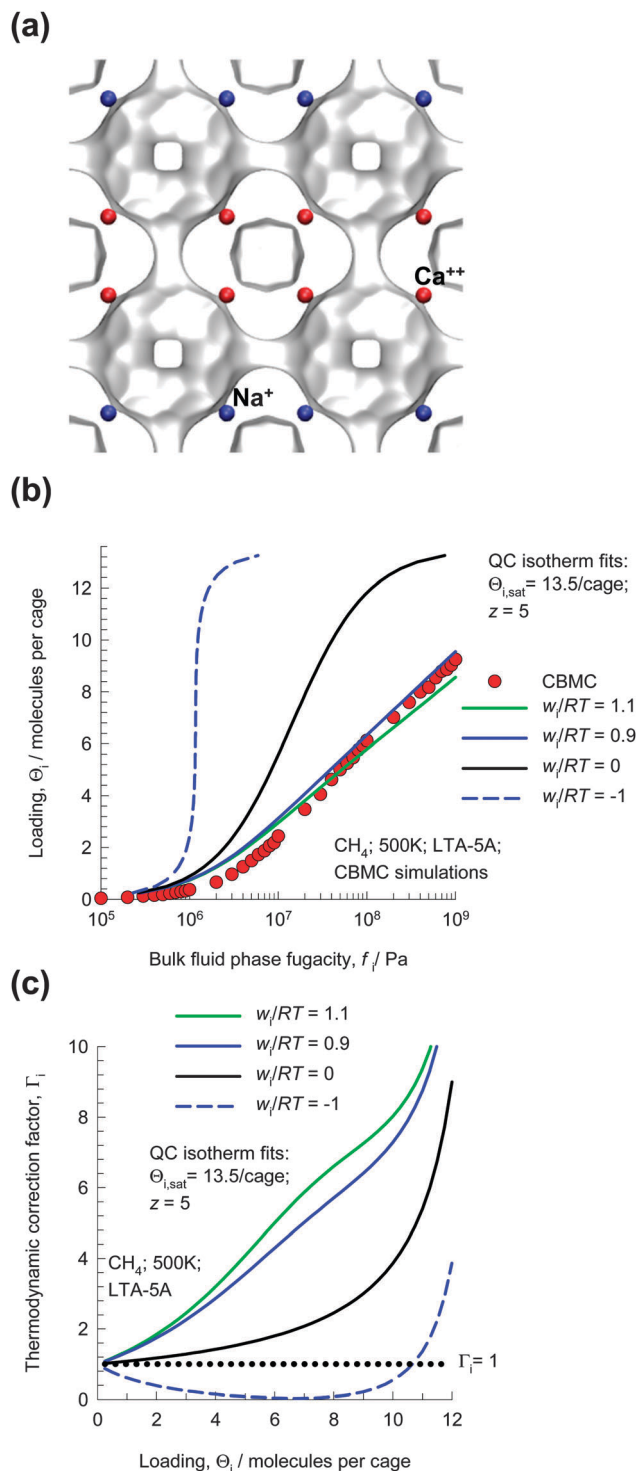 (a)
Ca++
Na+
(b)
Loading, Θi / molecules per cage
12
10
8
6
4
2
0
10^5
10^6
10^7
10^8
10^9
Bulk fluid phase fugacity, f i/ Pa
QC isotherm fits:
Θi,sat= 13.5/cage;
z = 5
CBMC
wi/RT = 1.1
wi/RT = 0.9
wi/RT = 0
wi/RT = -1
CH4; 500K; LTA-5A;
CBMC simulations
(c)
wi/RT = 1.1
wi/RT = 0.9
wi/RT = 0
wi/RT = -1
Thermodynamic correction factor, Γi
10
8
6
4
2
0
QC isotherm fits:
Θi,sat= 13.5/cage;
z = 5
CH4; 500K;
LTA-5A
Γi= 1
0
2
4
6
8
10
12
Loading, Θi / molecules per cage